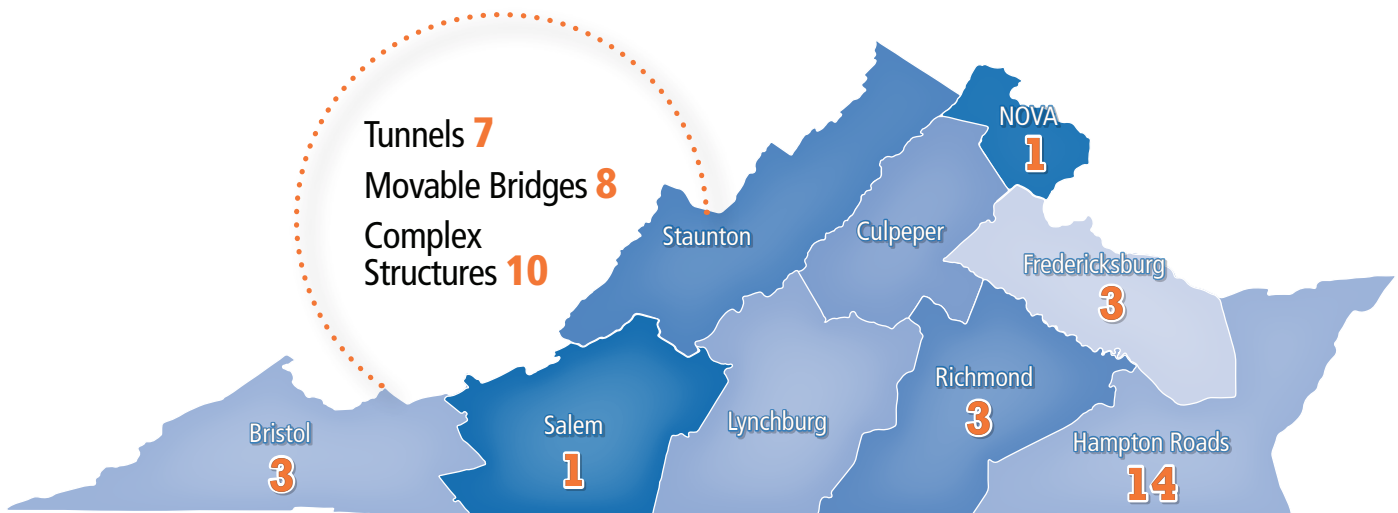 Tunnels 7
Movable Bridges 8
Complex
Structures 10
NOVA
1
Staunton
Culpeper
Fredericksburg
3
Richmond
3
Bristol
3
Salem
1
Lynchburg
Hampton Roads
14